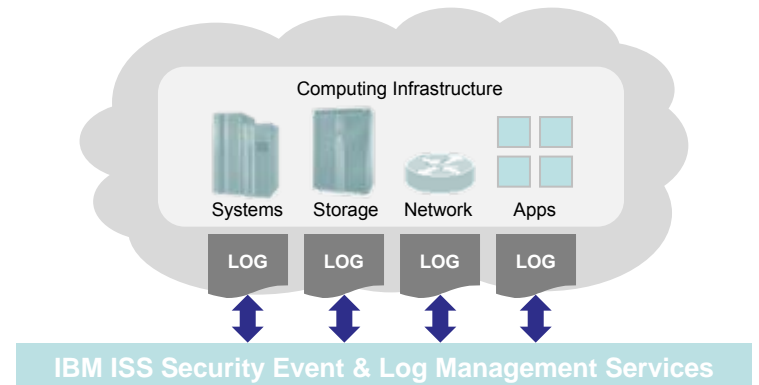 Computing Infrastructure
Systems Storage Network Apps
LOG LOG LOG LOG
IBM ISS Security Event & Log Management Services